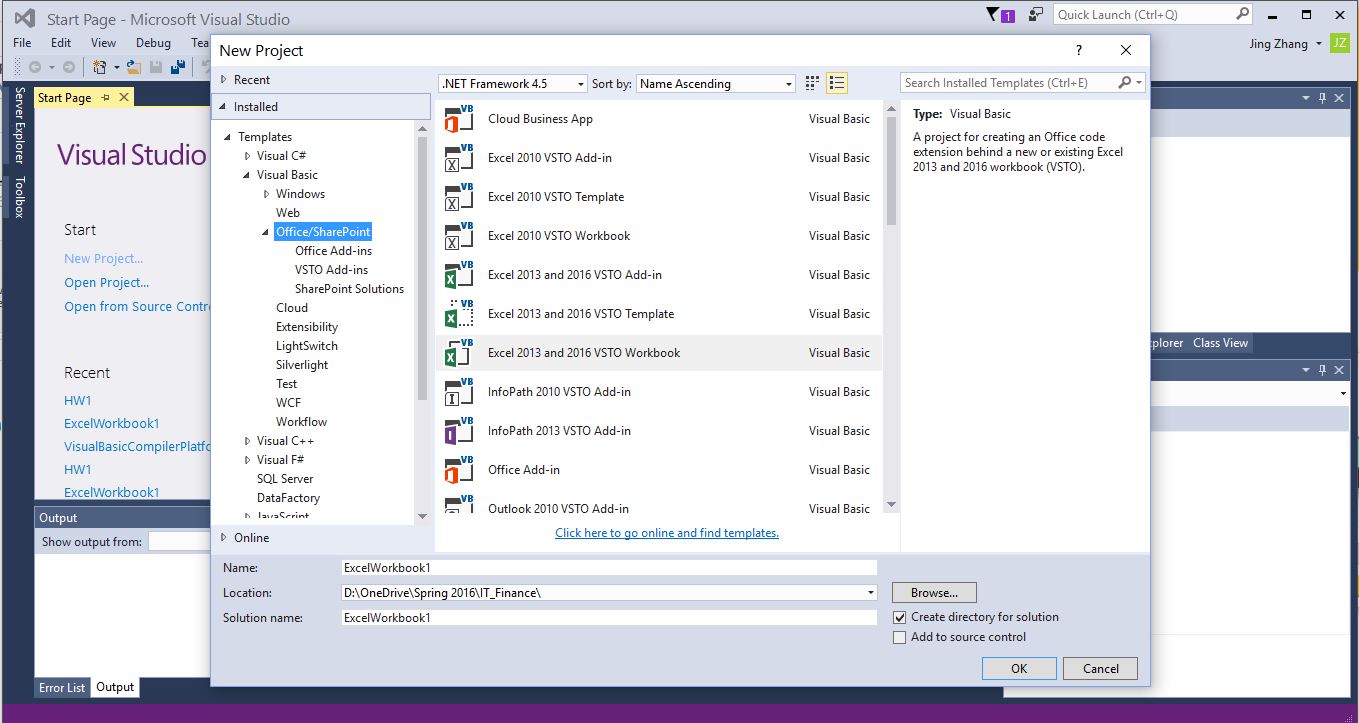 Start Page - Microsoft Visual Studio
1
Quick Launch (Ctrl+Q)
File Edit View Debug
Jing Zhang
JZ
New Project
?
Server Explorer
Toolbox
Start Page
Visual Studio
Start
New Project...
Open Project...
Open from Source
Recent
HW1
ExcelWorkbook1
HW1
ExcelWorkbook1
Output
Show output from:
Error List
Output
Recent
Installed
Templates
Visual C#
Visual Basic
Windows
Web
Office/SharePoint
Office Add-ins
VSTO Add-ins
SharePoint Solutions
Cloud
Extensibility
LightSwitch
Silverlight
Test
WCF
Workflow
Visual C++
Visual F#
SQL Server
DataFactory
JavaScript
Online
.NET Framework 4.5
Sort by: Name Ascending
Search Installed Templates (Ctrl+E)
VB Cloud Business App Visual Basic
VB Excel 2010 VSTO Add-in Visual Basic
VB Excel 2010 VSTO Template Visual Basic
VB Excel 2010 VSTO Workbook Visual Basic
VB Excel 2013 and 2016 VSTO Add-in Visual Basic
VB Excel 2013 and 2016 VSTO Template Visual Basic
VB Excel 2013 and 2016 VSTO Workbook Visual Basic
VB InfoPath 2010 VSTO Add-in Visual Basic
VB InfoPath 2013 VSTO Add-in Visual Basic
VB Office Add-in Visual Basic
VB Outlook 2010 VSTO Add-in Visual Basic
Click here to go online and find templates.
Type: Visual Basic
A project for creating an Office code
extension behind a new or existing Excel
2013 and 2016 workbook (VSTO).
Class View
Name: ExcelWorkbook1
Location: D:\OneDrive\Spring 2016\IT_Finance\
Browse...
Solution name: ExcelWorkbook1
Create directory for solution
Add to source control
OK
Cancel